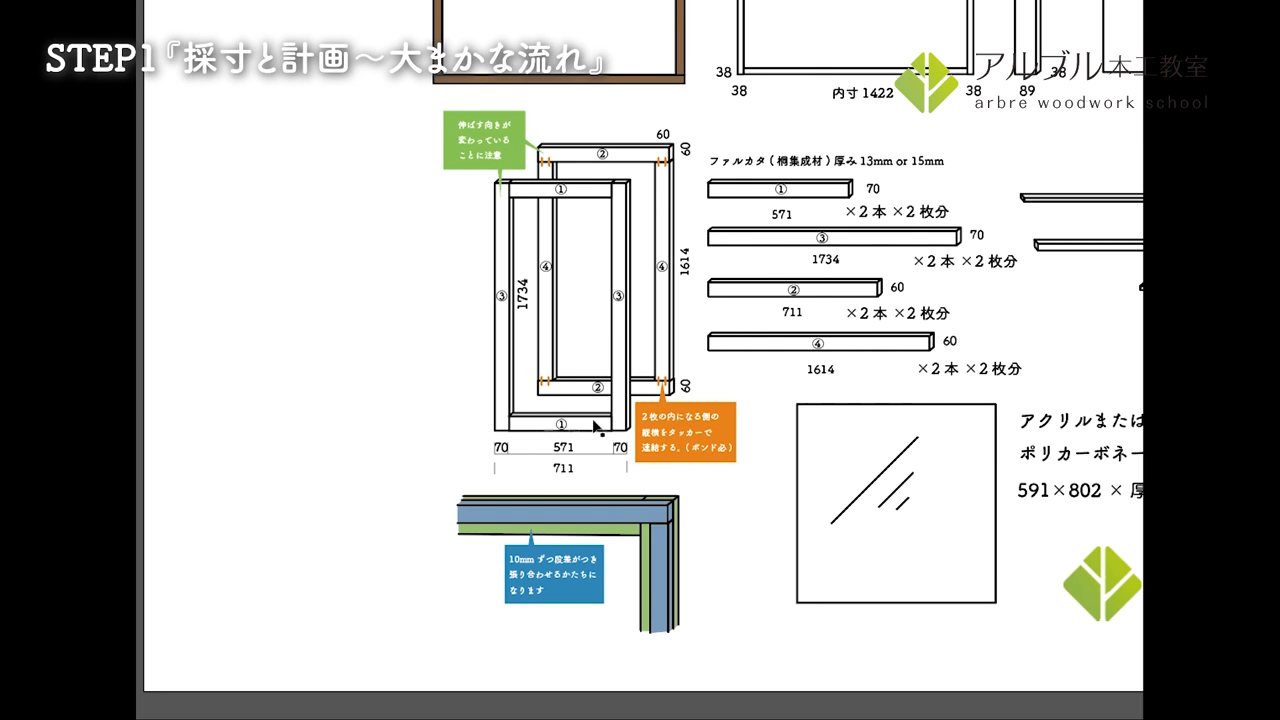 STEP1『採寸と計画～大まかな流れ』
アルブル木工教室
arbre woodwork school
38
38
内寸 1422
38
89
38
伸ばす向きが
変わっている
ことに注意
60
60
②
①
④
④
③
③
1734
1614
②
60
①
70
571
70
711
2枚の内になる側の
縦横をタッカーで
連結する。(ボンド必)
ファルカタ ( 桐集成材 ) 厚み 13mm or 15mm
①
70
571
×2 本 ×2 枚分
③
70
1734
×2 本 ×2 枚分
②
60
711
×2 本 ×2 枚分
④
60
1614
×2 本 ×2 枚分
10mm ずつ段差がつき
張り合わせるかたちに
なります
アクリルまたは
ポリカーボネー
591×802 × 厚